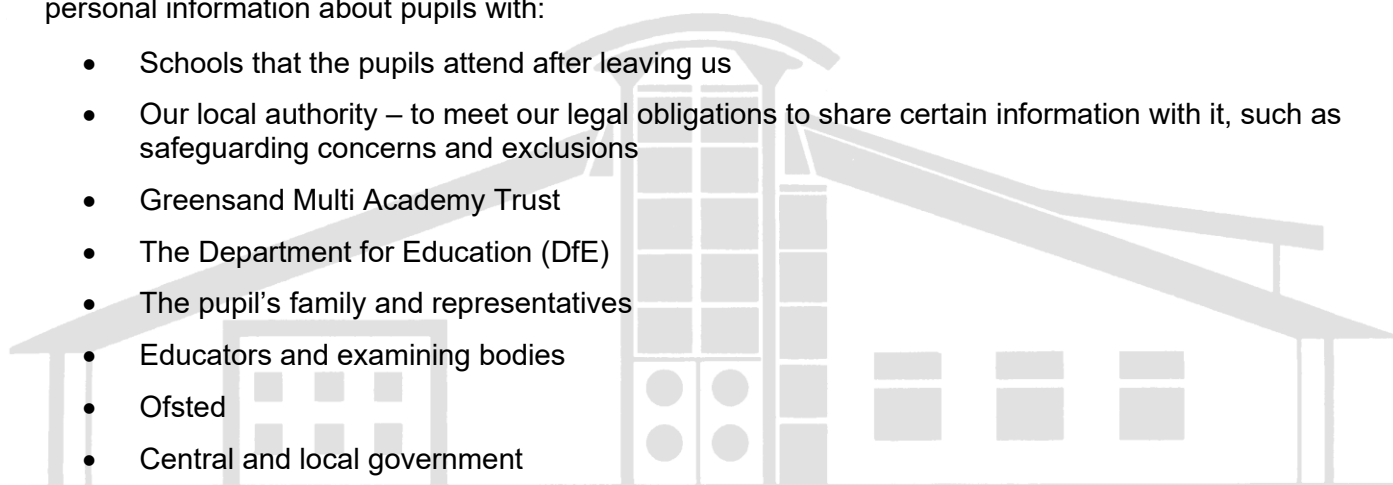 personal information about pupils with:
• Schools that the pupils attend after leaving us
• Our local authority – to meet our legal obligations to share certain information with it, such as
safeguarding concerns and exclusions
• Greensand Multi Academy Trust
• The Department for Education (DfE)
• The pupil’s family and representatives
• Educators and examining bodies
• Ofsted
• Central and local government